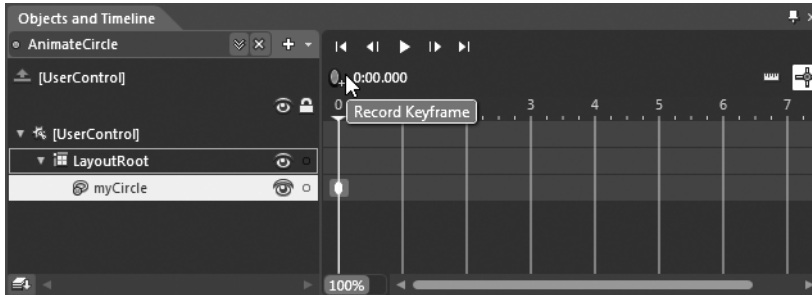 Objects and Timeline
AnimateCircle
[UserControl]
0:00.000
0 3 4 5 6 7
Record Keyframe
[UserControl]
LayoutRoot
myCircle
100%